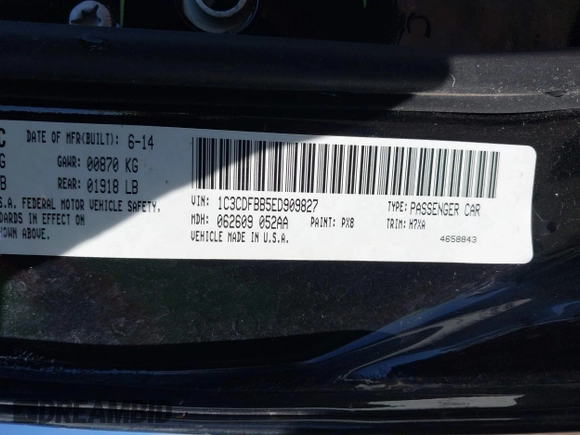 C DATE OF MFR(BUILT): 6-14
G GAWR: 00870 KG
B REAR: 01918 LB
S.A. FEDERAL MOTOR VEHICLE SAFETY,
DARDS IN EFFECT ON
OWN ABOVE.
VIN: 1C3CDFBB5ED909827
TYPE: PASSENGER CAR
MDH: 062609 052AA
PAINT: PX8
TRIM: H7XA
VEHICLE MADE IN U.S.A.
4658843
DREAMBID